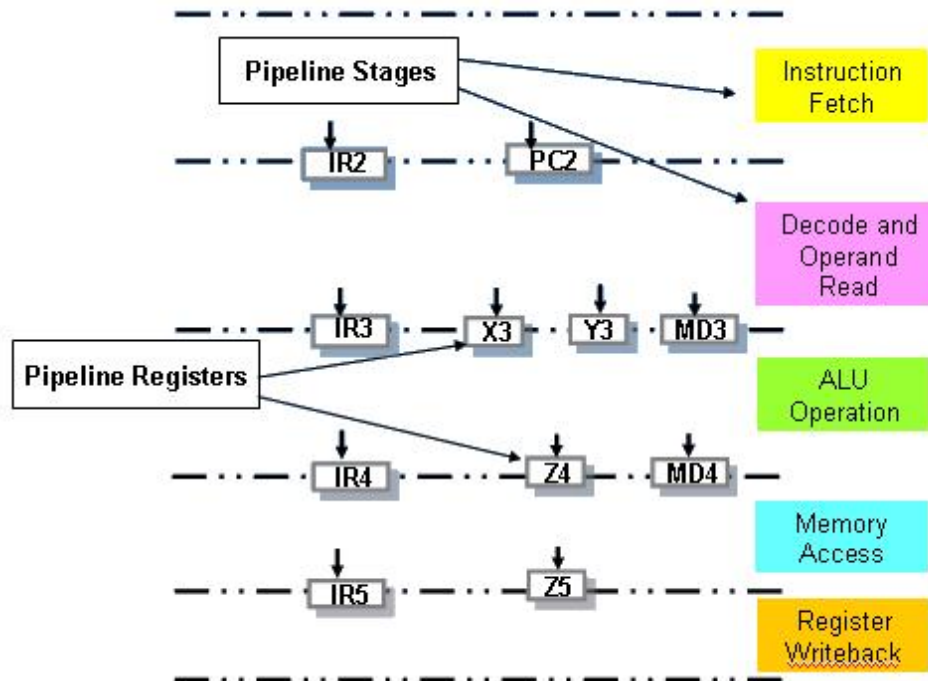 Pipeline Stages
Instruction
Fetch
IR2
PC2
Decode and
Operand
Read
IR3
X3
Y3
MD3
Pipeline Registers
ALU
Operation
IR4
Z4
MD4
Memory
Access
IR5
Z5
Register
Writeback